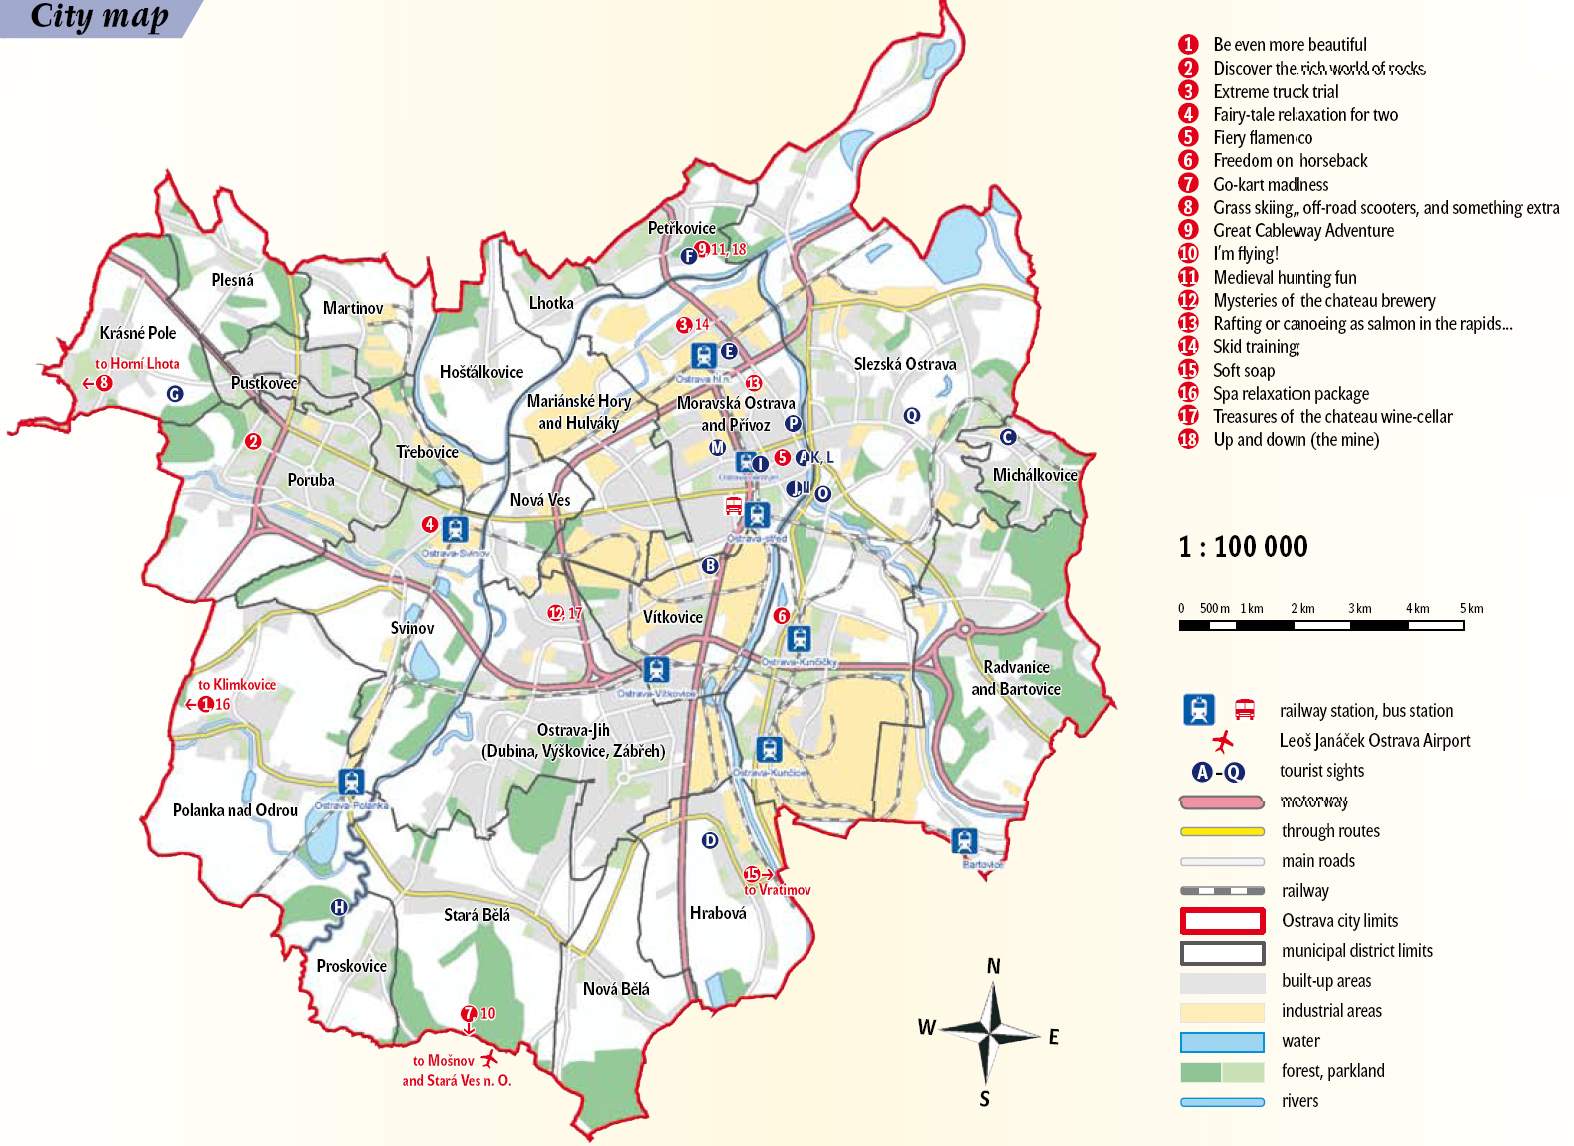 City map
1 Be even more beautiful
2 Discover the rich world of rocks
3 Extreme truck trial
4 Fairy-tale relaxation for two
5 Fiery flamenco
6 Freedom on horseback
7 Go-kart madness
8 Grass skiing, off-road scooters, and something extra
9 Great Cableway Adventure
10 I'm flying!
11 Medieval hunting fun
12 Mysteries of the chateau brewery
13 Rafting or canoeing as salmon in the rapids...
14 Skid training
15 Soft soap
16 Spa relaxation package
17 Treasures of the chateau wine-cellar
18 Up and down (the mine)
1 : 100 000
0 500 m 1 km 2 km 3 km 4 km 5 km
railway station, bus station
Leoš Janáček Ostrava Airport
A - Q tourist sights
motorway
through routes
main roads
railway
Ostrava city limits
municipal district limits
built-up areas
industrial areas
water
forest, parkland
rivers
N
W
E
S
Petřkovice
F 9 11, 18
Plesná
Martinov
Lhotka
Krásné Pole
3 14
E
Ostrava hl.n.
to Horní Lhota
8
G
Pustkovec
Hošťálkovice
Slezská Ostrava
13
Mariánské Hory
and Hulváky
Moravská Ostrava
and Přívoz
P
Q
C
2
M
Třebovice
I 5 A K, L
Michálkovice
Poruba
Nová Ves
J
O
4
Ostrava-Svinov
Ostrava-střed
B
12, 17
Vítkovice
6
Svinov
Ostrava-Kunčičky
Radvanice
and Bartovice
to Klimkovice
1 16
Ostrava-Vítkovice
Ostrava-Jih
(Dubina, Výškovice, Zábřeh)
Ostrava-Kunčice
Polanka nad Odrou
Ostrava-Polanka
D
Bartovice
15
to Vratimov
H
Stará Bělá
Hrabová
Proskovice
Nová Bělá
7 10
to Mošnov
and Stará Ves n. O.